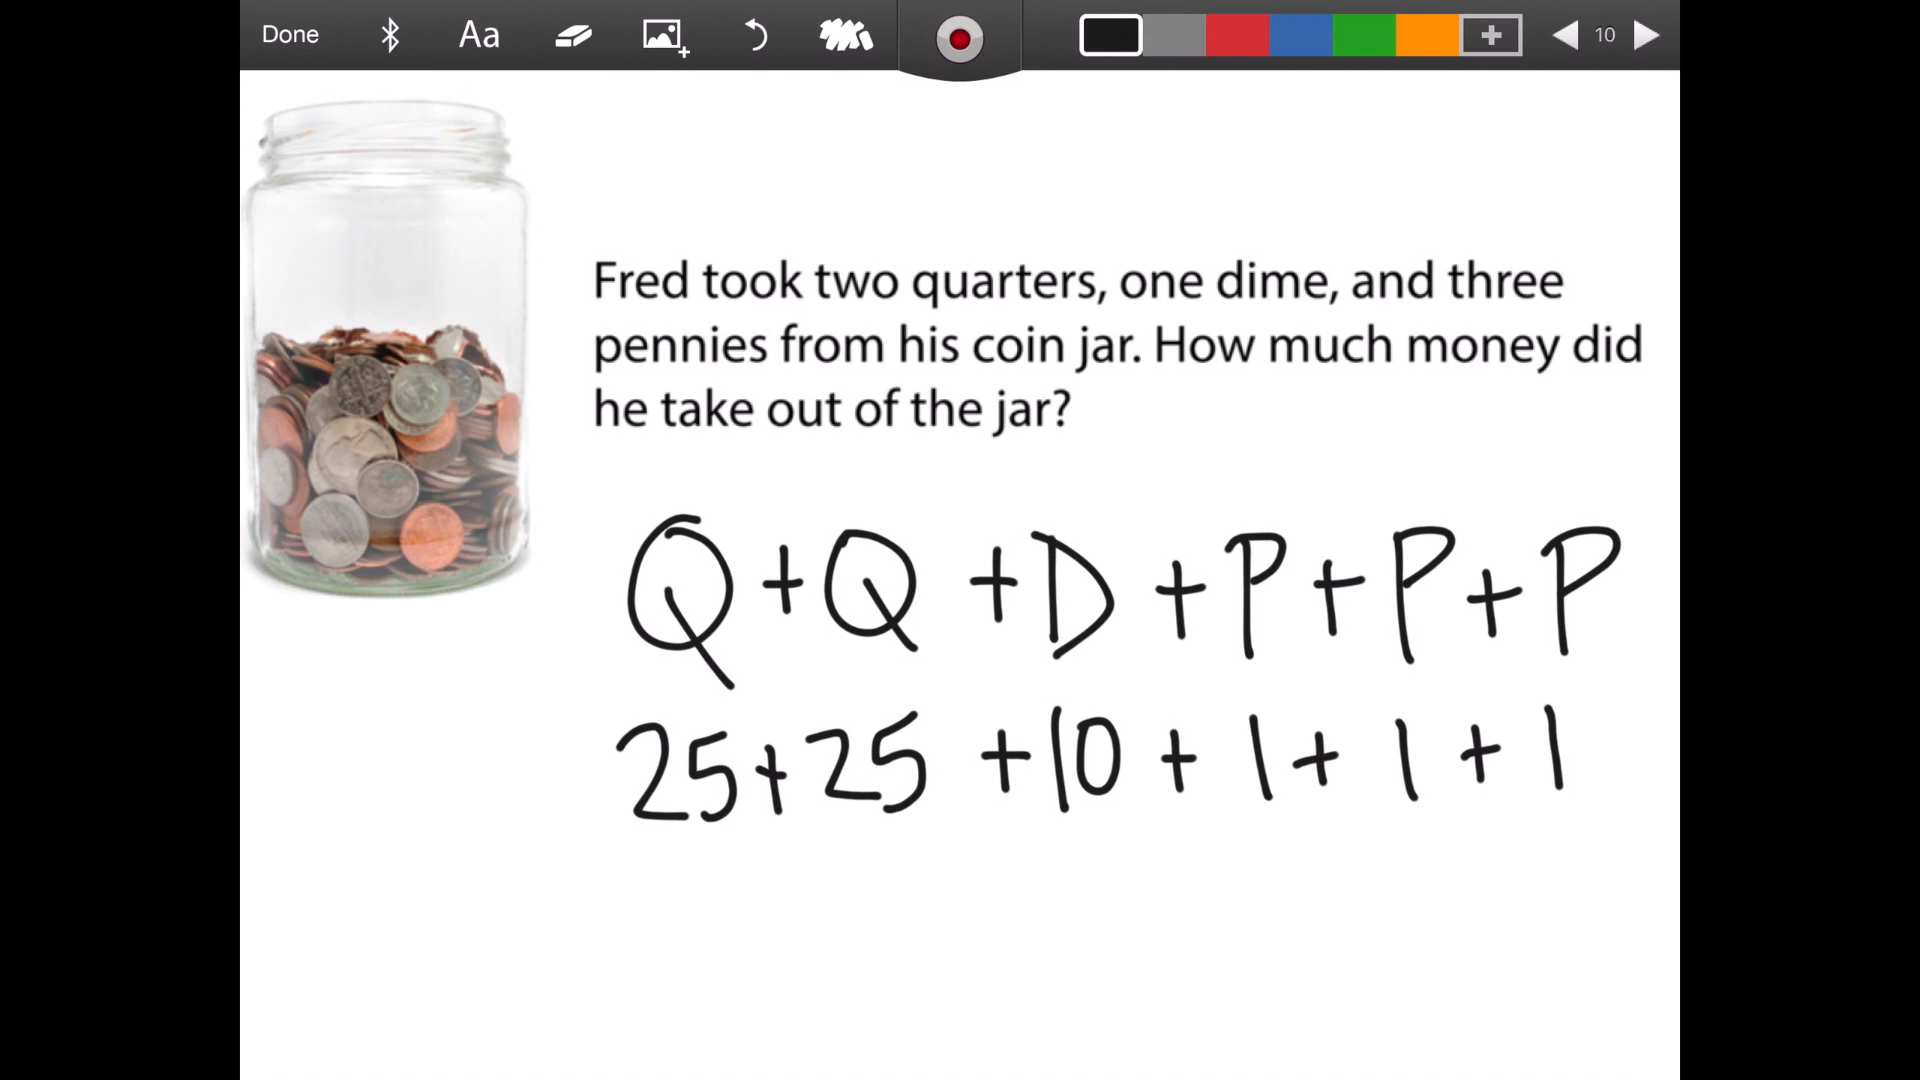 Done Aa 10
Fred took two quarters, one dime, and three
pennies from his coin jar. How much money did
he take out of the jar?
Q + Q + D + P + P + P
25 + 25 + 10 + 1 + 1 + 1